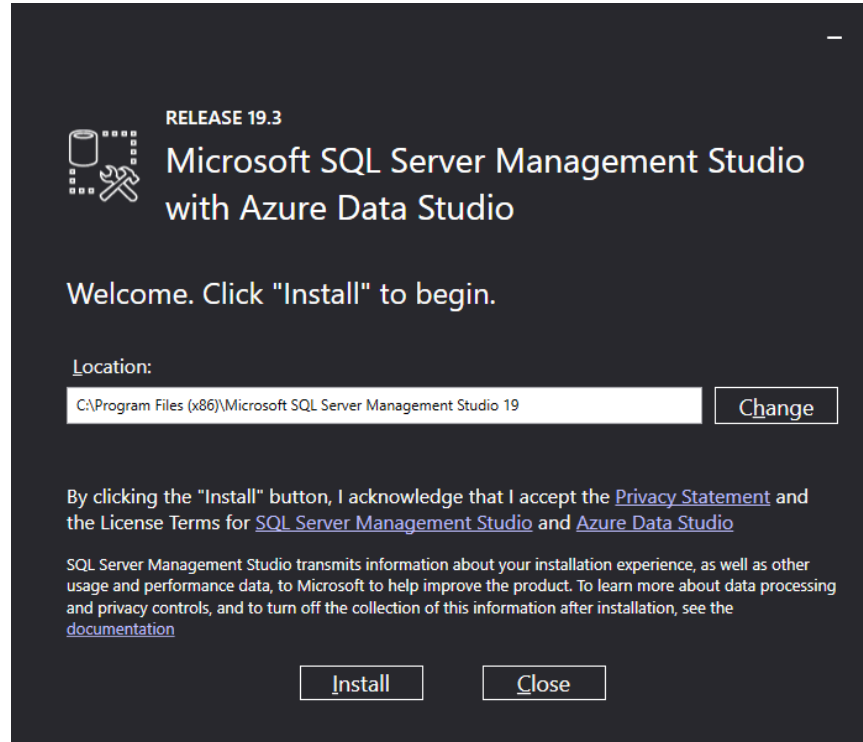 RELEASE 19.3
Microsoft SQL Server Management Studio
with Azure Data Studio
Welcome. Click "Install" to begin.
Location:
C:\Program Files (x86)\Microsoft SQL Server Management Studio 19
Change
By clicking the "Install" button, I acknowledge that I accept the Privacy Statement and
the License Terms for SQL Server Management Studio and Azure Data Studio
SQL Server Management Studio transmits information about your installation experience, as well as other
usage and performance data, to Microsoft to help improve the product. To learn more about data processing
and privacy controls, and to turn off the collection of this information after installation, see the
documentation
Install
Close